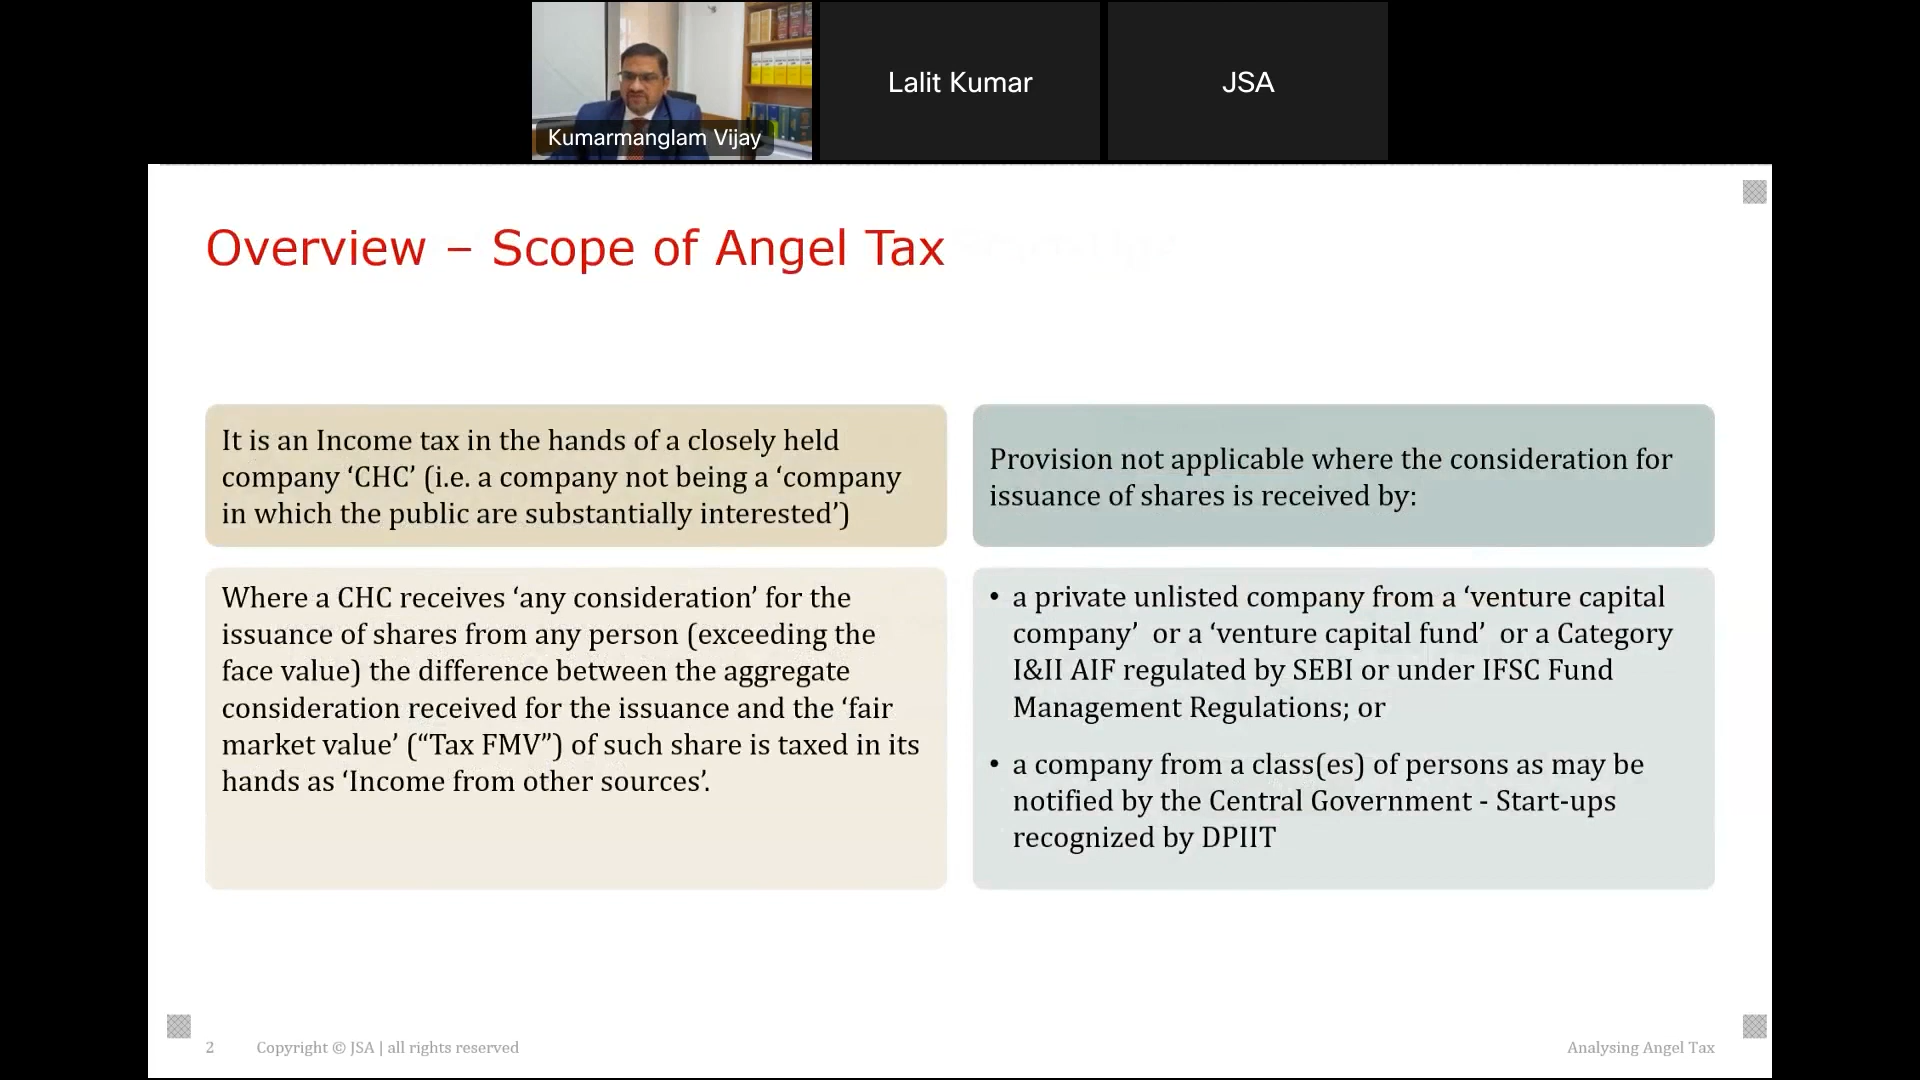 Kumarmanglam Vijay
Lalit Kumar
JSA
Overview – Scope of Angel Tax
It is an Income tax in the hands of a closely held
company ‘CHC’ (i.e. a company not being a ‘company
in which the public are substantially interested’)
Where a CHC receives ‘any consideration’ for the
issuance of shares from any person (exceeding the
face value) the difference between the aggregate
consideration received for the issuance and the ‘fair
market value’ (“Tax FMV”) of such share is taxed in its
hands as ‘Income from other sources’.
Provision not applicable where the consideration for
issuance of shares is received by:
• a private unlisted company from a ‘venture capital
company’ or a ‘venture capital fund’ or a Category
I&II AIF regulated by SEBI or under IFSC Fund
Management Regulations; or
• a company from a class(es) of persons as may be
notified by the Central Government - Start-ups
recognized by DPIIT
2
Copyright © JSA | all rights reserved
Analysing Angel Tax